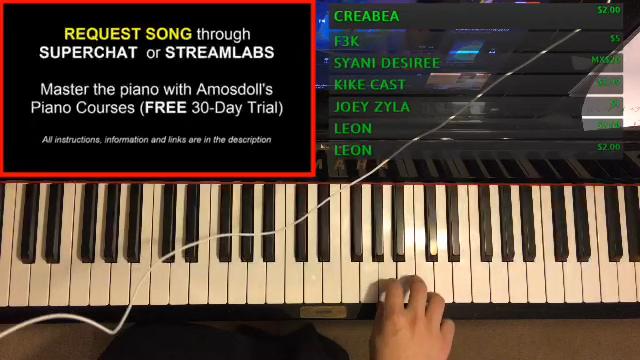 REQUEST SONG through
SUPERCHAT or STREAMLABS
Master the piano with Amosdoll's
Piano Courses (FREE 30-Day Trial)
All instructions, information and links are in the description
CREABEA $2.00
F3K $5
SYANI DESIREE MX$20
KIKE CAST
JOEY ZYLA
LEON
LEON $2.00